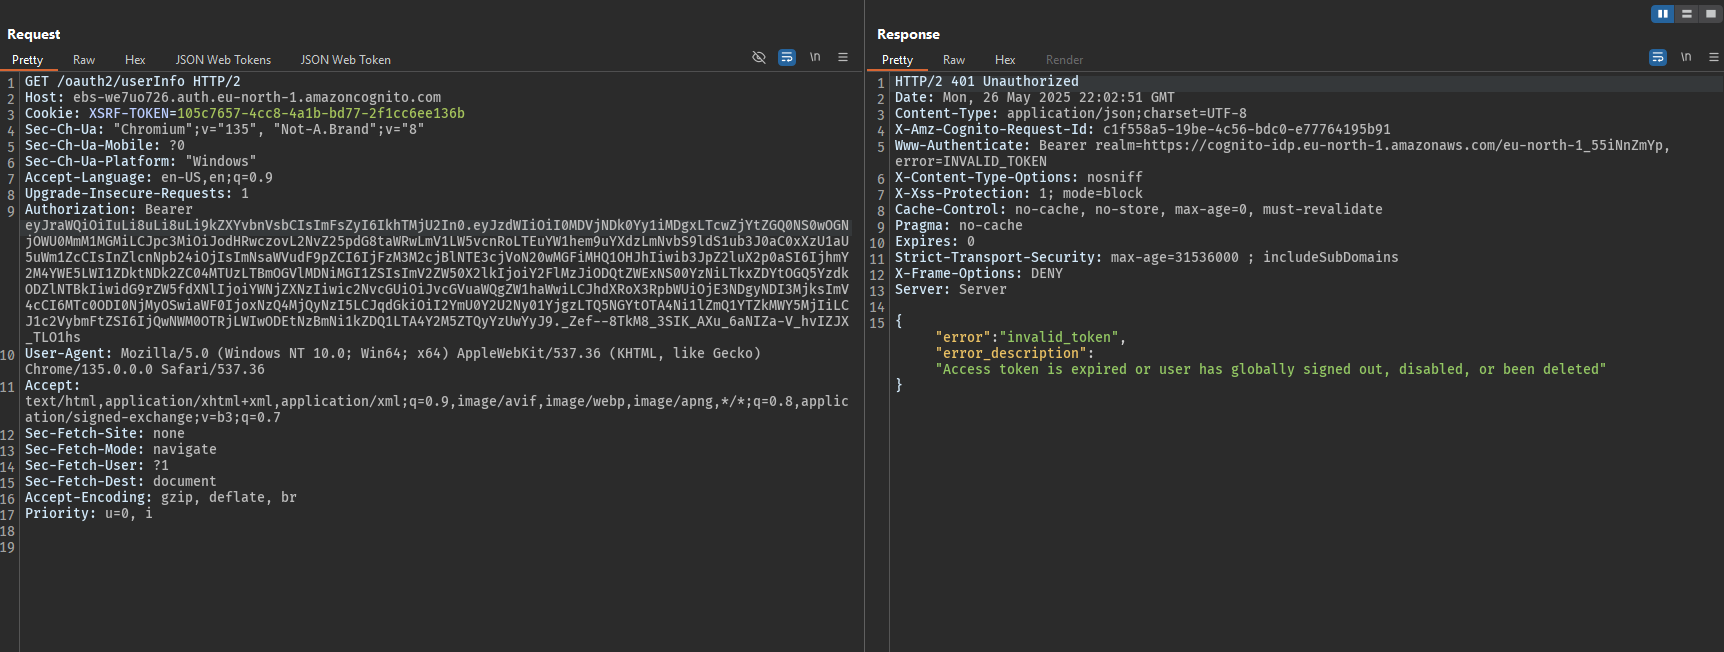 Request
Pretty Raw Hex JSON Web Tokens JSON Web Token \n
1 GET /oauth2/userInfo HTTP/2
2 Host: ebs-we7uo726.auth.eu-north-1.amazoncognito.com
3 Cookie: XSRF-TOKEN=105c7657-4cc8-4a1b-bd77-2f1cc6ee136b
4 Sec-Ch-Ua: "Chromium";v="135", "Not-A.Brand";v="8"
5 Sec-Ch-Ua-Mobile: ?0
6 Sec-Ch-Ua-Platform: "Windows"
7 Accept-Language: en-US,en;q=0.9
8 Upgrade-Insecure-Requests: 1
9 Authorization: Bearer
10 User-Agent: Mozilla/5.0 (Windows NT 10.0; Win64; x64) AppleWebKit/537.36 (KHTML, like Gecko)
Chrome/135.0.0.0 Safari/537.36
11 Accept:
text/html,application/xhtml+xml,application/xml;q=0.9,image/avif,image/webp,image/apng,*/*;q=0.8,applic
ation/signed-exchange;v=b3;q=0.7
12 Sec-Fetch-Site: none
13 Sec-Fetch-Mode: navigate
14 Sec-Fetch-User: ?1
15 Sec-Fetch-Dest: document
16 Accept-Encoding: gzip, deflate, br
17 Priority: u=0, i
18
19
Response
Pretty Raw Hex Render \n
1 HTTP/2 401 Unauthorized
2 Date: Mon, 26 May 2025 22:02:51 GMT
3 Content-Type: application/json;charset=UTF-8
4 X-Amz-Cognito-Request-Id: c1f558a5-19be-4c56-bdc0-e77764195b91
5 Www-Authenticate: Bearer realm=https://cognito-idp.eu-north-1.amazonaws.com/eu-north-1_55iNnZmYp,
error=INVALID_TOKEN
6 X-Content-Type-Options: nosniff
7 X-Xss-Protection: 1; mode=block
8 Cache-Control: no-cache, no-store, max-age=0, must-revalidate
9 Pragma: no-cache
10 Expires: 0
11 Strict-Transport-Security: max-age=31536000 ; includeSubDomains
12 X-Frame-Options: DENY
13 Server: Server
14
15 {
"error":"invalid_token",
"error_description":
"Access token is expired or user has globally signed out, disabled, or been deleted"
}